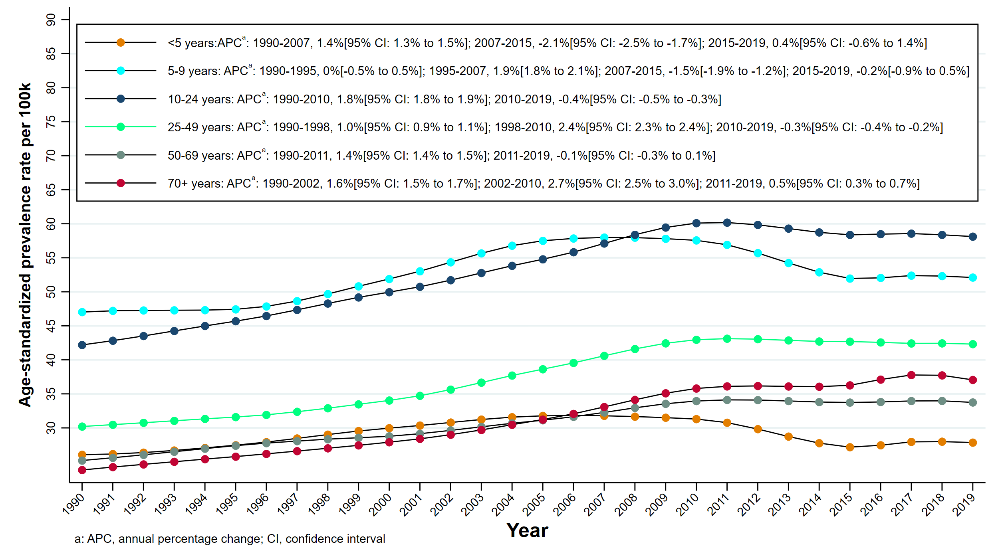 Age-standardized prevalence rate per 100k
90
85
80
75
70
65
60
55
50
45
40
35
30
<5 years:APCa: 1990-2007, 1.4%[95% CI: 1.3% to 1.5%]; 2007-2015, -2.1%[95% CI: -2.5% to -1.7%]; 2015-2019, 0.4%[95% CI: -0.6% to 1.4%]
5-9 years: APCa: 1990-1995, 0%[-0.5% to 0.5%]; 1995-2007, 1.9%[1.8% to 2.1%]; 2007-2015, -1.5%[-1.9% to -1.2%]; 2015-2019, -0.2%[-0.9% to 0.5%]
10-24 years: APCa: 1990-2010, 1.8%[95% CI: 1.8% to 1.9%]; 2010-2019, -0.4%[95% CI: -0.5% to -0.3%]
25-49 years: APCa: 1990-1998, 1.0%[95% CI: 0.9% to 1.1%]; 1998-2010, 2.4%[95% CI: 2.3% to 2.4%]; 2010-2019, -0.3%[95% CI: -0.4% to -0.2%]
50-69 years: APCa: 1990-2011, 1.4%[95% CI: 1.4% to 1.5%]; 2011-2019, -0.1%[95% CI: -0.3% to 0.1%]
70+ years: APCa: 1990-2002, 1.6%[95% CI: 1.5% to 1.7%]; 2002-2010, 2.7%[95% CI: 2.5% to 3.0%]; 2011-2019, 0.5%[95% CI: 0.3% to 0.7%]
1990 1991 1992 1993 1994 1995 1996 1997 1998 1999 2000 2001 2002 2003 2004 2005 2006 2007 2008 2009 2010 2011 2012 2013 2014 2015 2016 2017 2018 2019
Year
a: APC, annual percentage change; CI, confidence interval